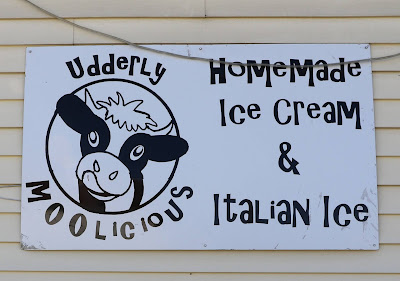 Udderly
MOOLicious
Homemade
Ice Cream
&
Italian Ice